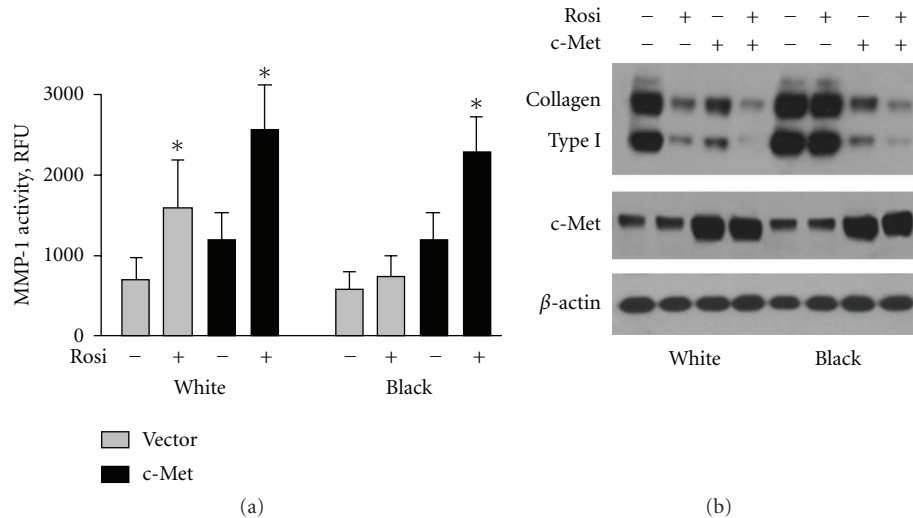 3000
2000
1000
0
MMP-1 activity, RFU
* * *
Rosi − + − + − + − +
White Black
Vector
c-Met
(a)
Rosi − + − + − + − +
c-Met − − + + − − + +
Collagen
Type I
c-Met
β-actin
White Black
(b)